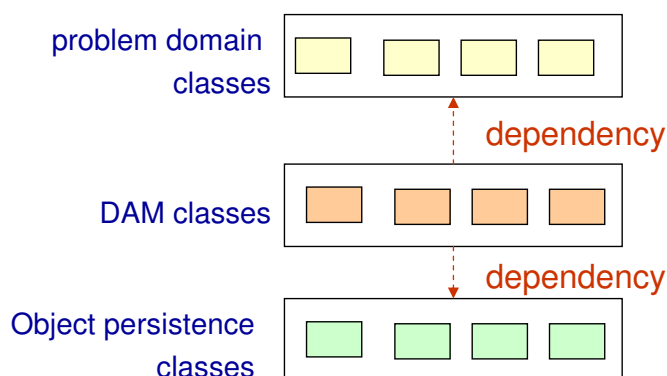 problem domain
classes
dependency
DAM classes
dependency
Object persistence
classes